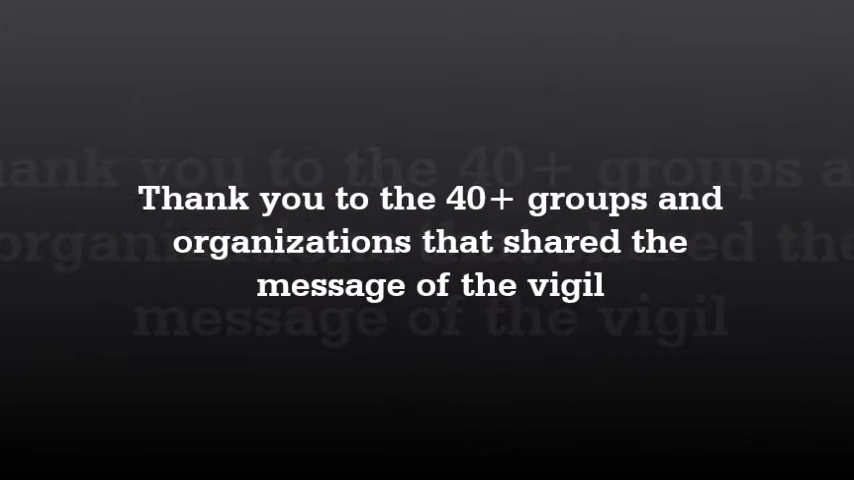 Thank you to the 40+ groups and
organizations that shared the
message of the vigil